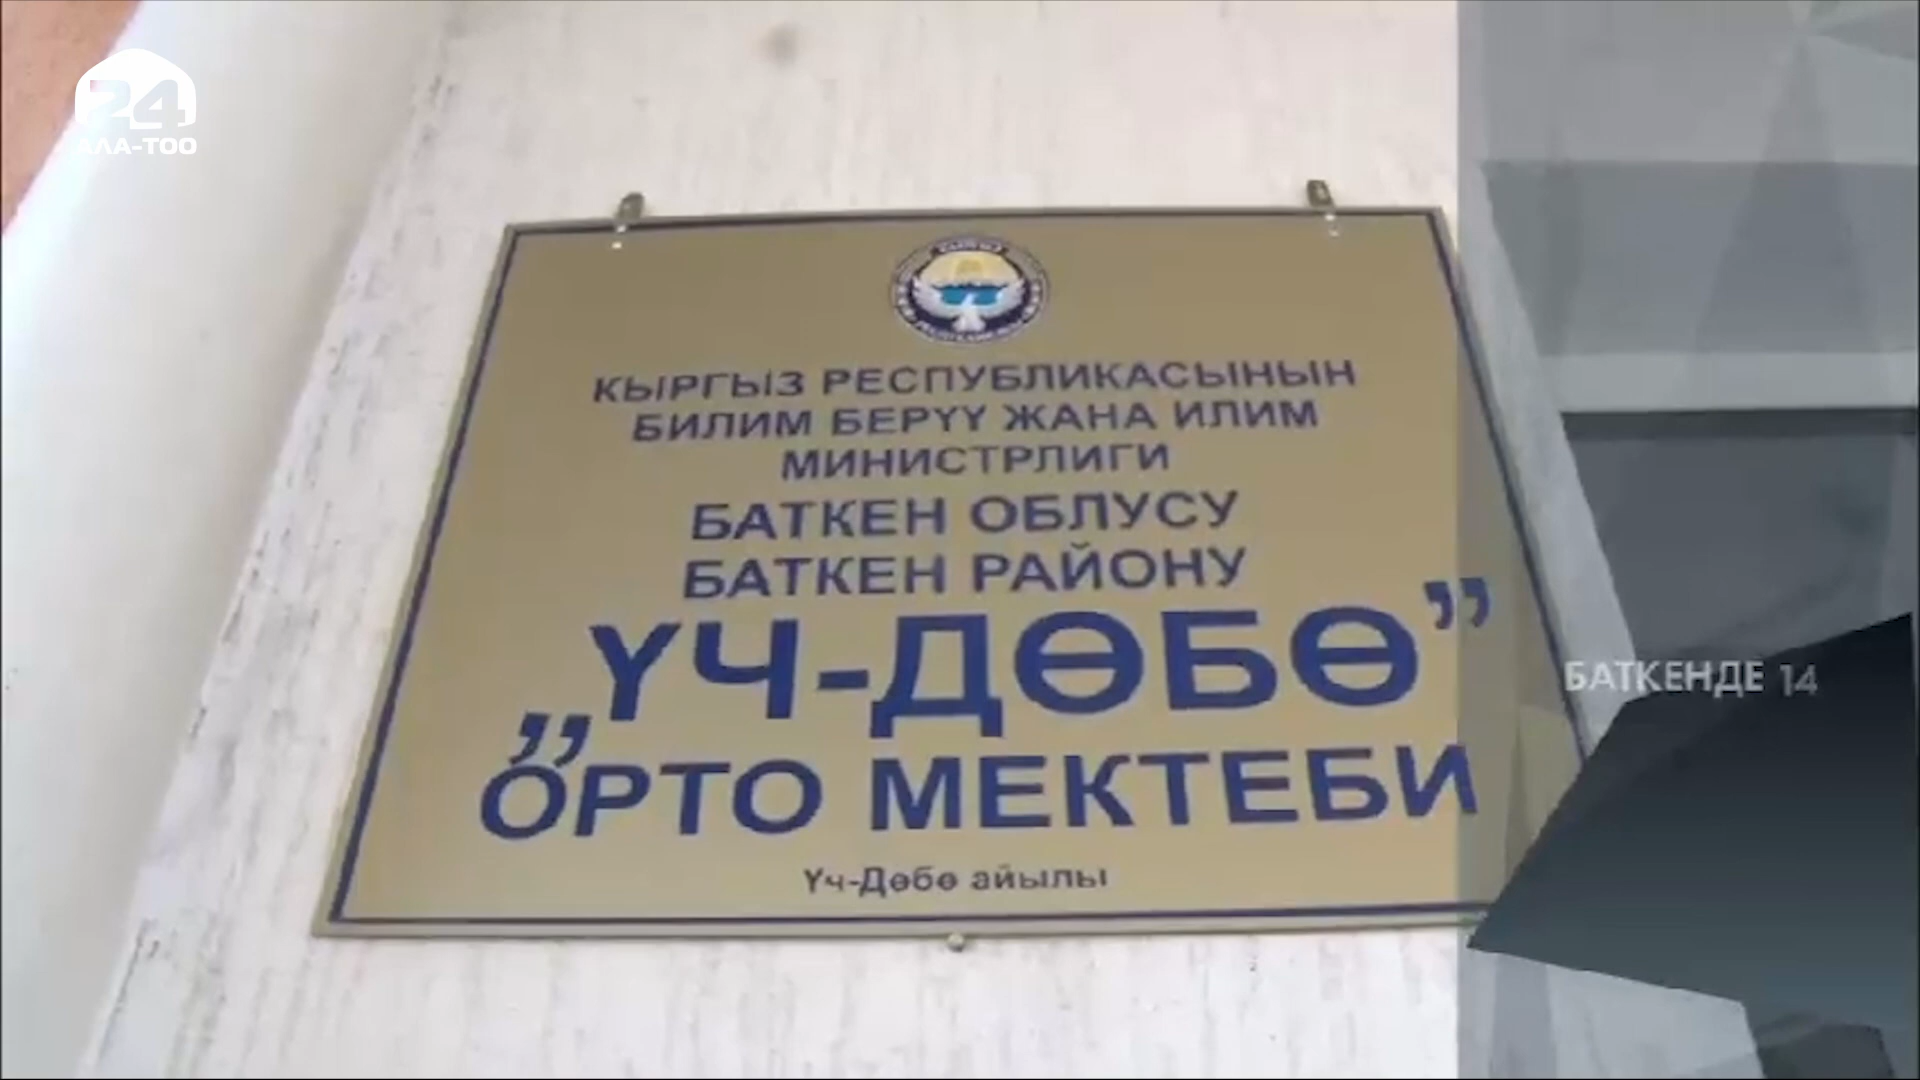 24
АЛА-ТОО
КЫРГЫЗ РЕСПУБЛИКАСЫНЫН
БИЛИМ БЕРҮҮ ЖАНА ИЛИМ
МИНИСТРЛИГИ
БАТКЕН ОБЛУСУ
БАТКЕН РАЙОНУ
„ҮЧ-ДӨБӨ”
ОРТО МЕКТЕБИ
Үч-Дөбө айылы
БАТКЕНДЕ 14